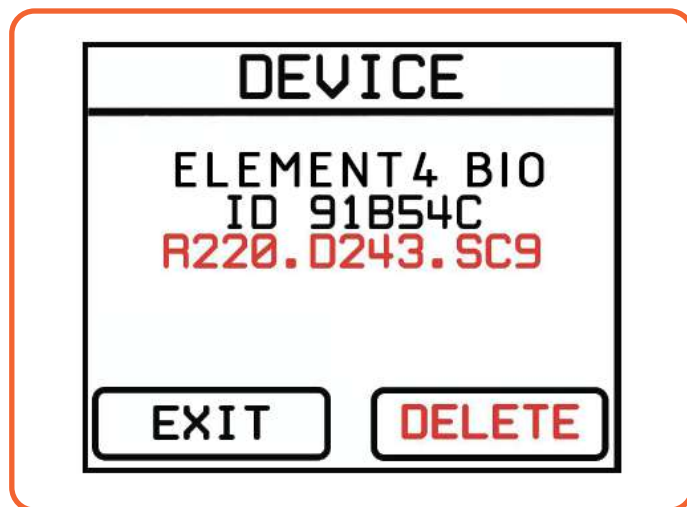 DEVICE
ELEMENT4 BIO
ID 91B54C
R220.D243.SC9
EXIT
DELETE